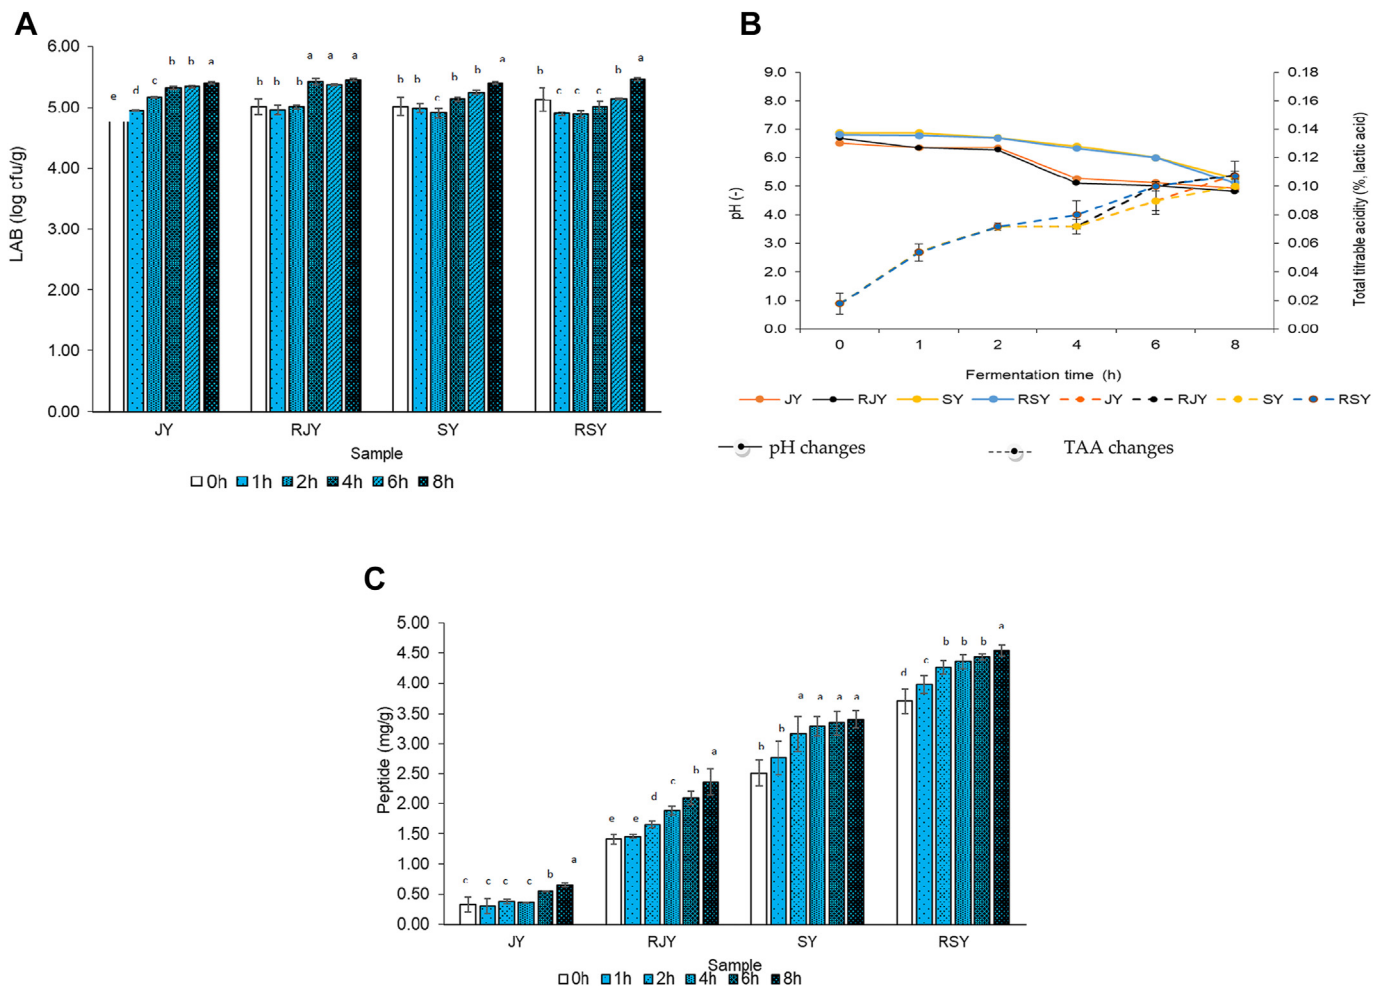 A
6.00
5.00
4.00
3.00
2.00
1.00
0.00
LAB (log cfu/g)
e d c b b a
b b b a a a
b b c b b a
b c c c b a
JY RJY SY RSY
Sample
0h 1h 2h 4h 6h 8h
B
9.0
8.0
7.0
6.0
5.0
4.0
3.0
2.0
1.0
0.0
pH (-)
0.18
0.16
0.14
0.12
0.10
0.08
0.06
0.04
0.02
0.00
Total titrable acidity (%, lactic acid)
0 1 2 4 6 8
Fermentation time (h)
JY RJY SY RSY JY RJY SY RSY
pH changes TAA changes
C
5.00
4.50
4.00
3.50
3.00
2.50
2.00
1.50
1.00
0.50
0.00
Peptide (mg/g)
c c c c b a
e e d c b a
b b a a a a
d c b b b a
JY RJY SY RSY
Sample
0h 1h 2h 4h 6h 8h